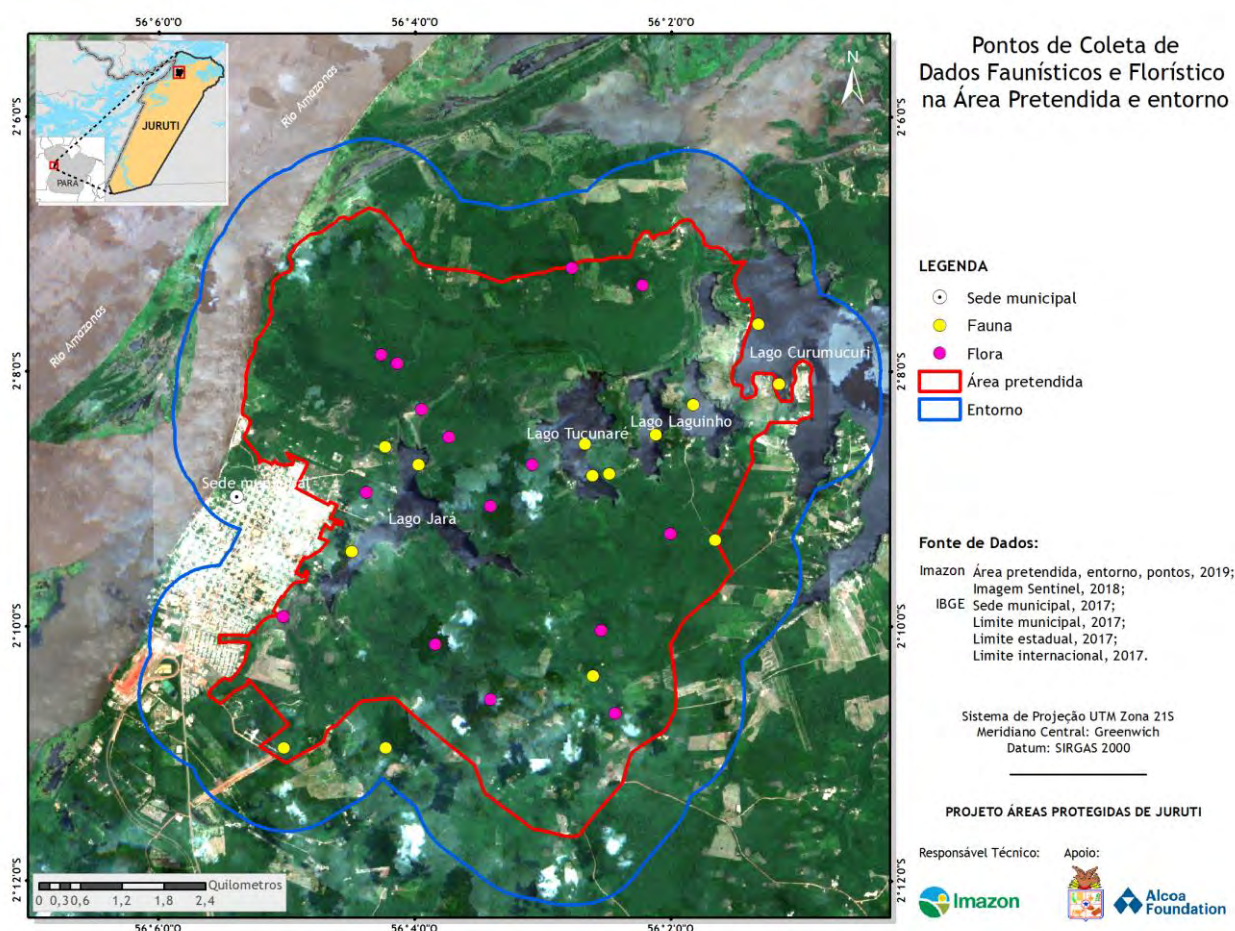 56°6'0"O
56°4'0"O
56°2'0"O
Pontos de Coleta de
Dados Faunísticos e Florístico
na Área Pretendida e entorno
JURUTI
PARÁ
Rio Amazonas
N
2°6'0"S
2°6'0"S
LEGENDA
Sede municipal
Fauna
Flora
Área pretendida
Entorno
Rio Amazonas
2°8'0"S
2°8'0"S
Lago Curumucuri
Lago Laguinho
Lago Tucunaré
Sede municipal
Lago Jará
Fonte de Dados:
Imazon Área pretendida, entorno, pontos, 2019;
Imagem Sentinel, 2018;
IBGE Sede municipal, 2017;
Limite municipal, 2017;
Limite estadual, 2017;
Limite internacional, 2017.
2°10'0"S
2°10'0"S
Sistema de Projeção UTM Zona 21S
Meridiano Central: Greenwich
Datum: SIRGAS 2000
PROJETO ÁREAS PROTEGIDAS DE JURUTI
Responsável Técnico: Apoio:
Imazon
Alcoa
Foundation
2°12'0"S
2°12'0"S
Quilometros
0 0,3 0,6 1,2 1,8 2,4
56°6'0"O
56°4'0"O
56°2'0"O